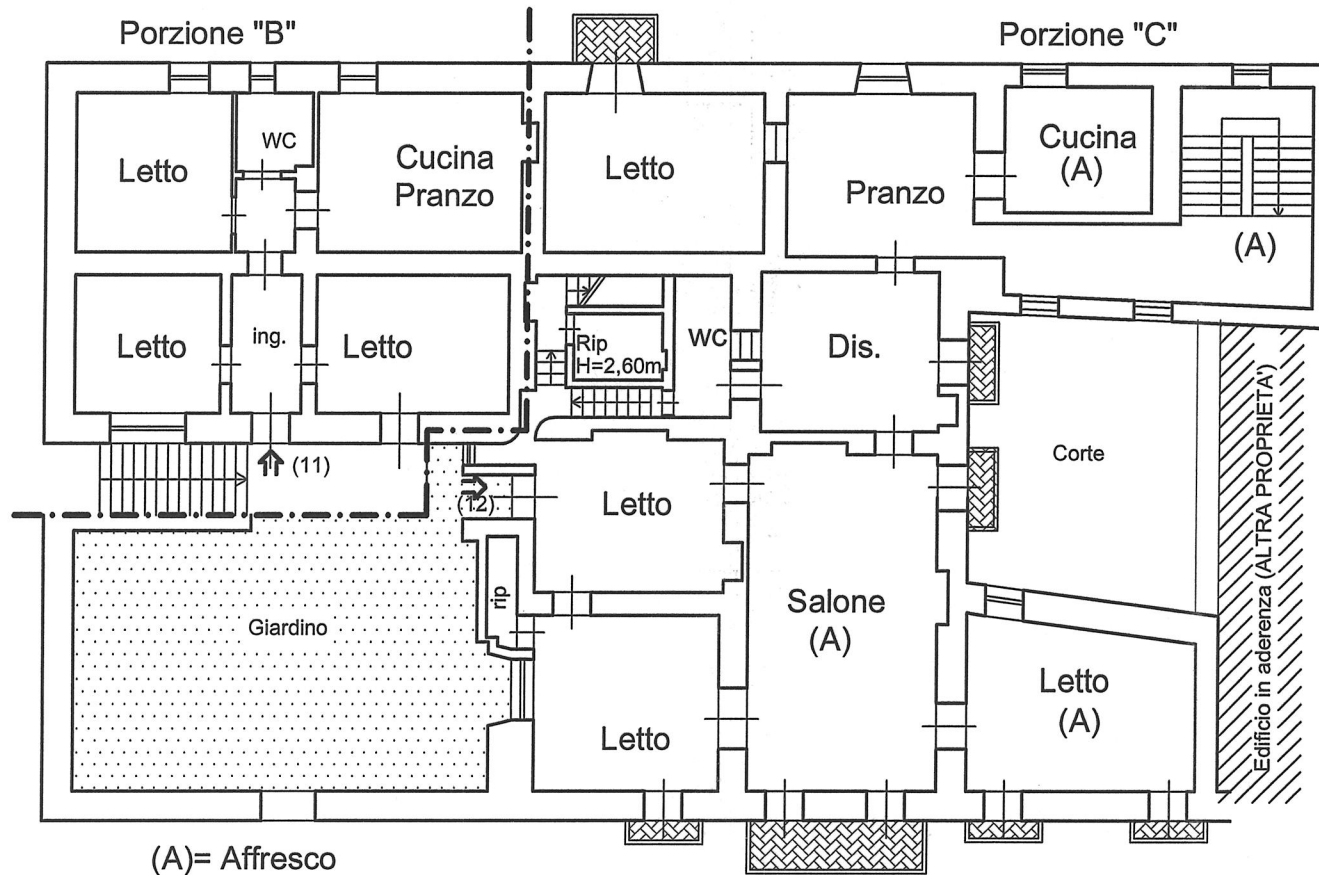 Porzione "B"
Porzione "C"
Letto
WC
Cucina
Pranzo
Letto
Pranzo
Cucina
(A)
(A)
Letto
ing.
Letto
Rip
H=2,60m
WC
Dis.
(11)
(12)
Letto
Corte
Giardino
rip
Salone
(A)
Letto
Letto
(A)
Edificio in aderenza (ALTRA PROPRIETA')
(A)= Affresco